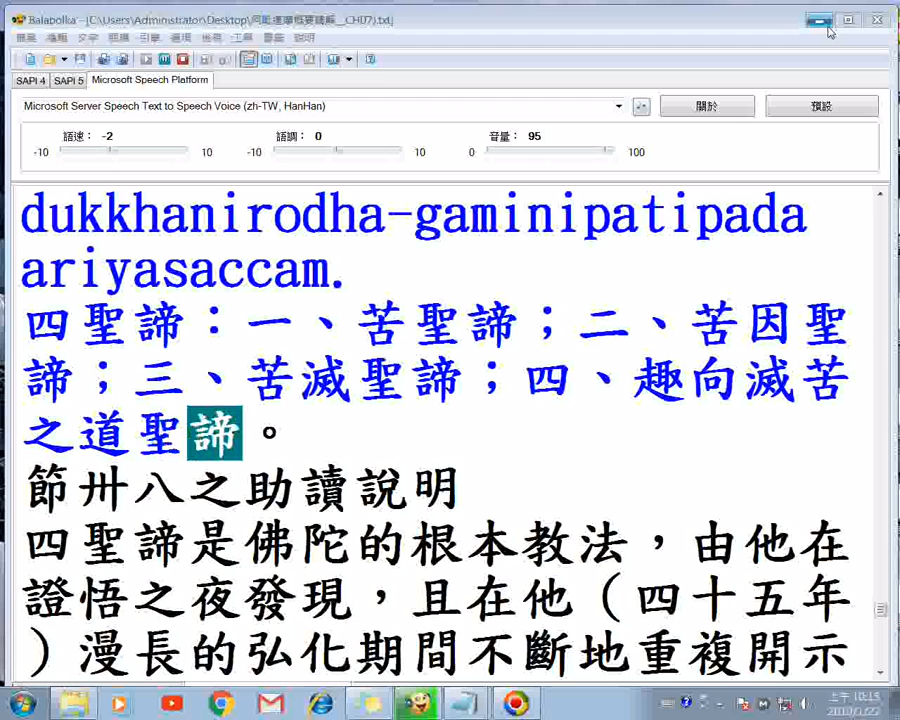 Balabolka - [C:\Users\Administrator\Desktop\阿毗達摩概要精解__CH07).txt]
SAPI 4 SAPI 5 Microsoft Speech Platform
Microsoft Server Speech Text to Speech Voice (zh-TW, HanHan) 關於 預設
語速： -2 語調： 0 音量： 95
-10 10 -10 10 0 100
dukkhanirodha-gaminipatipada
ariyasaccam.
四聖諦：一、苦聖諦；二、苦因聖
諦；三、苦滅聖諦；四、趣向滅苦
之道聖諦。
節卅八之助讀說明
四聖諦是佛陀的根本教法，由他在
證悟之夜發現，且在他（四十五年
）漫長的弘化期間不斷地重複開示
上午 10:15